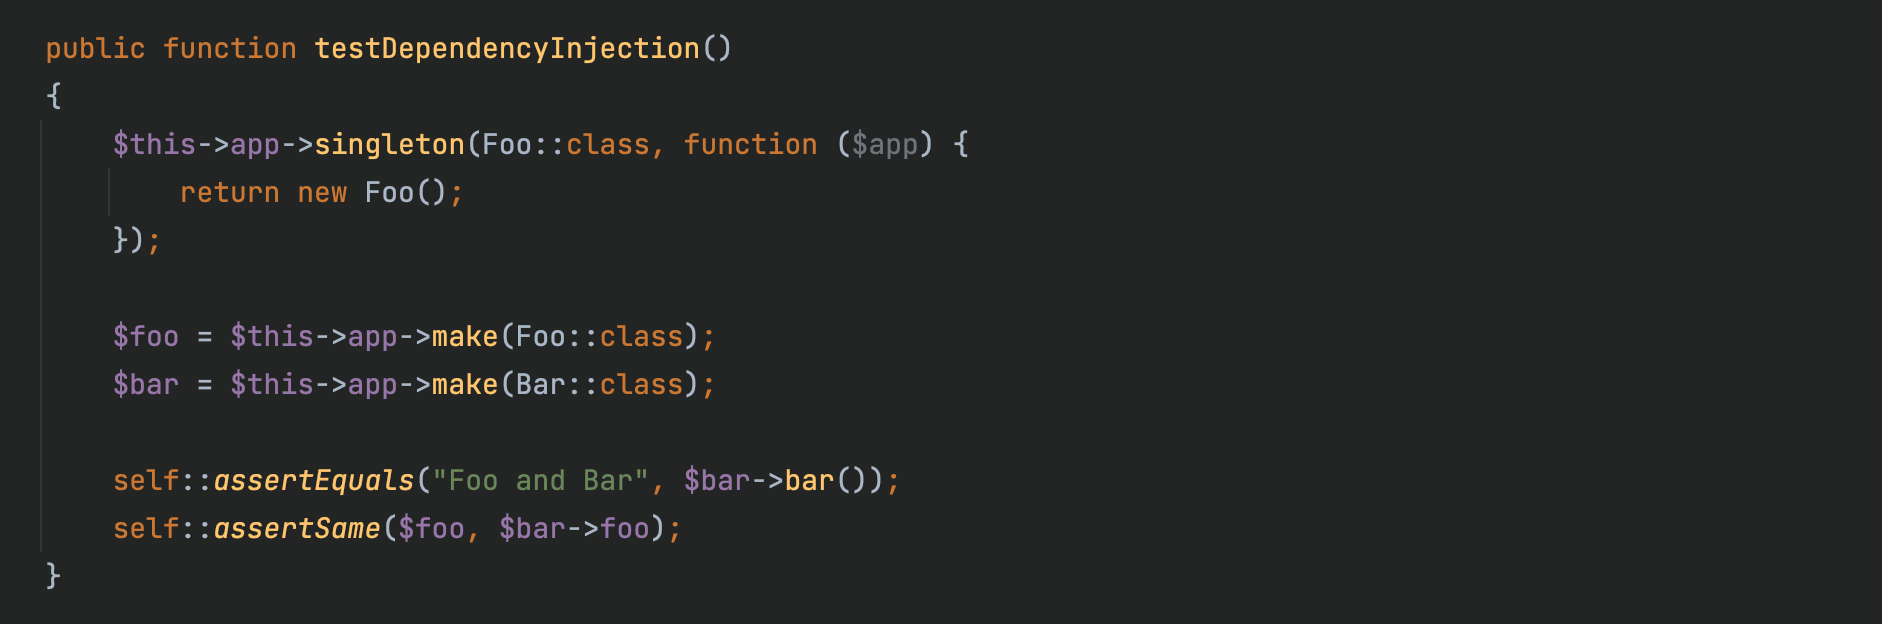 public function testDependencyInjection()
{
    $this->app->singleton(Foo::class, function ($app) {
        return new Foo();
    });

    $foo = $this->app->make(Foo::class);
    $bar = $this->app->make(Bar::class);

    self::assertEquals("Foo and Bar", $bar->bar());
    self::assertSame($foo, $bar->foo);
}